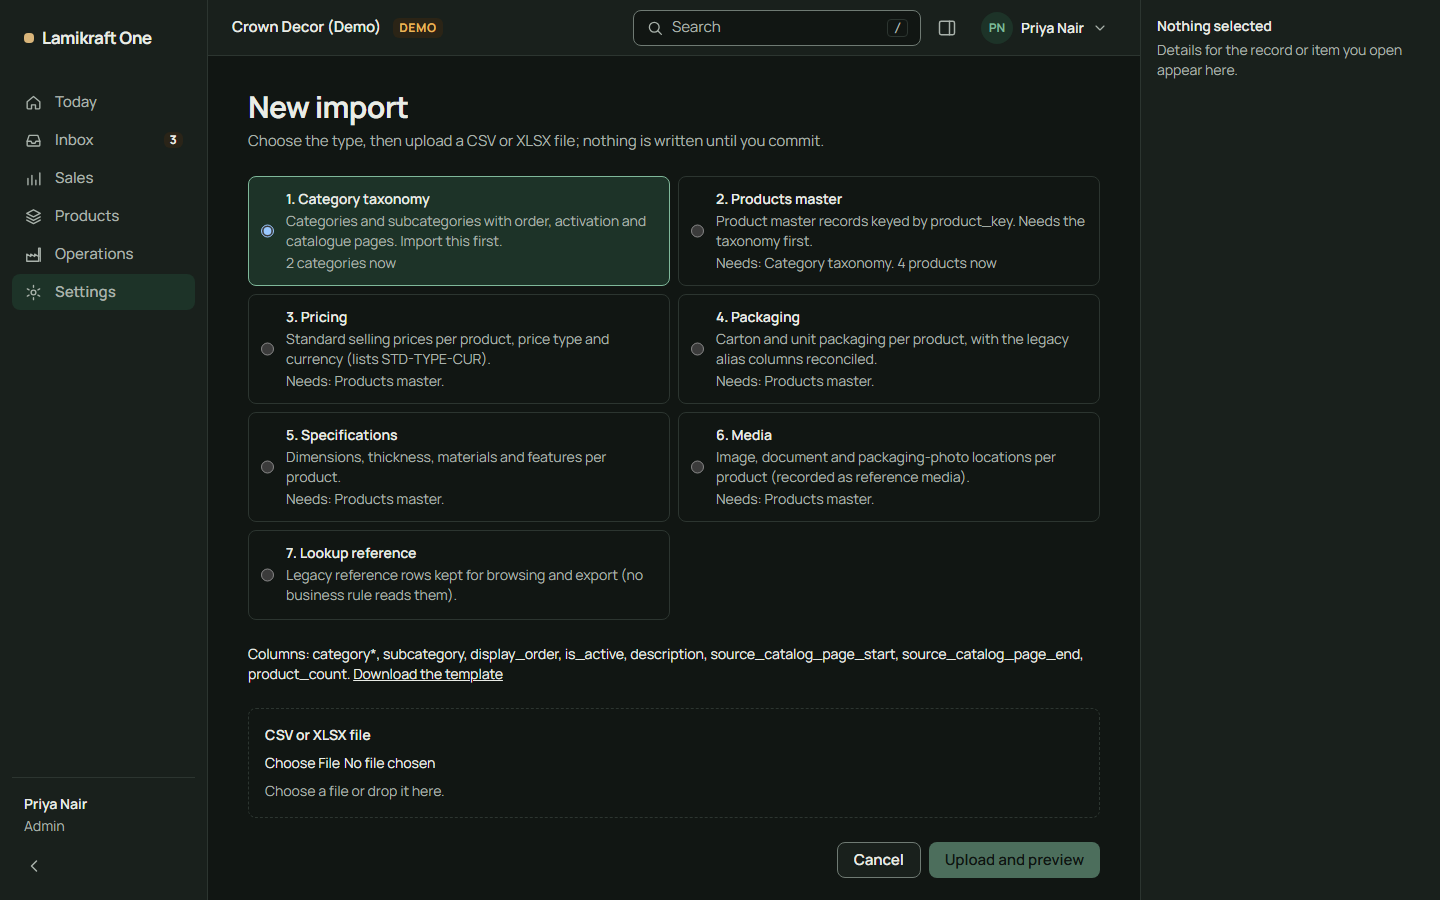 Lamikraft One
Today
Inbox
3
Sales
Products
Operations
Settings
Priya Nair
Admin
Crown Decor (Demo)
DEMO
Search
/
PN
Priya Nair
New import
Choose the type, then upload a CSV or XLSX file; nothing is written until you commit.
1. Category taxonomy
Categories and subcategories with order, activation and
catalogue pages. Import this first.
2 categories now
2. Products master
Product master records keyed by product_key. Needs the
taxonomy first.
Needs: Category taxonomy. 4 products now
3. Pricing
Standard selling prices per product, price type and
currency (lists STD-TYPE-CUR).
Needs: Products master.
4. Packaging
Carton and unit packaging per product, with the legacy
alias columns reconciled.
Needs: Products master.
5. Specifications
Dimensions, thickness, materials and features per
product.
Needs: Products master.
6. Media
Image, document and packaging-photo locations per
product (recorded as reference media).
Needs: Products master.
7. Lookup reference
Legacy reference rows kept for browsing and export (no
business rule reads them).
Columns: category*, subcategory, display_order, is_active, description, source_catalog_page_start, source_catalog_page_end,
product_count. Download the template
CSV or XLSX file
Choose File No file chosen
Choose a file or drop it here.
Cancel
Upload and preview
Nothing selected
Details for the record or item you open
appear here.